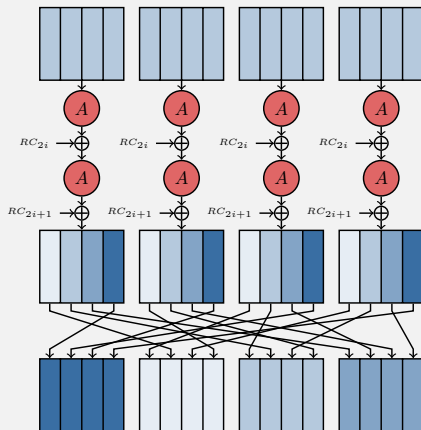 A A A A
RC₂ᵢ RC₂ᵢ RC₂ᵢ RC₂ᵢ
A A A A
RC₂ᵢ₊₁ RC₂ᵢ₊₁ RC₂ᵢ₊₁ RC₂ᵢ₊₁